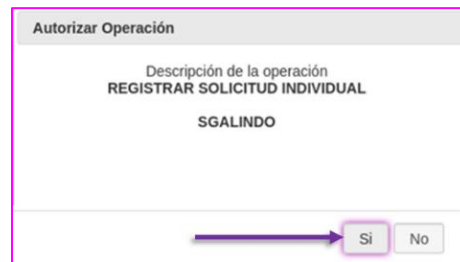 Autorizar Operación
Descripción de la operación
REGISTRAR SOLICITUD INDIVIDUAL
SGALINDO
Si No